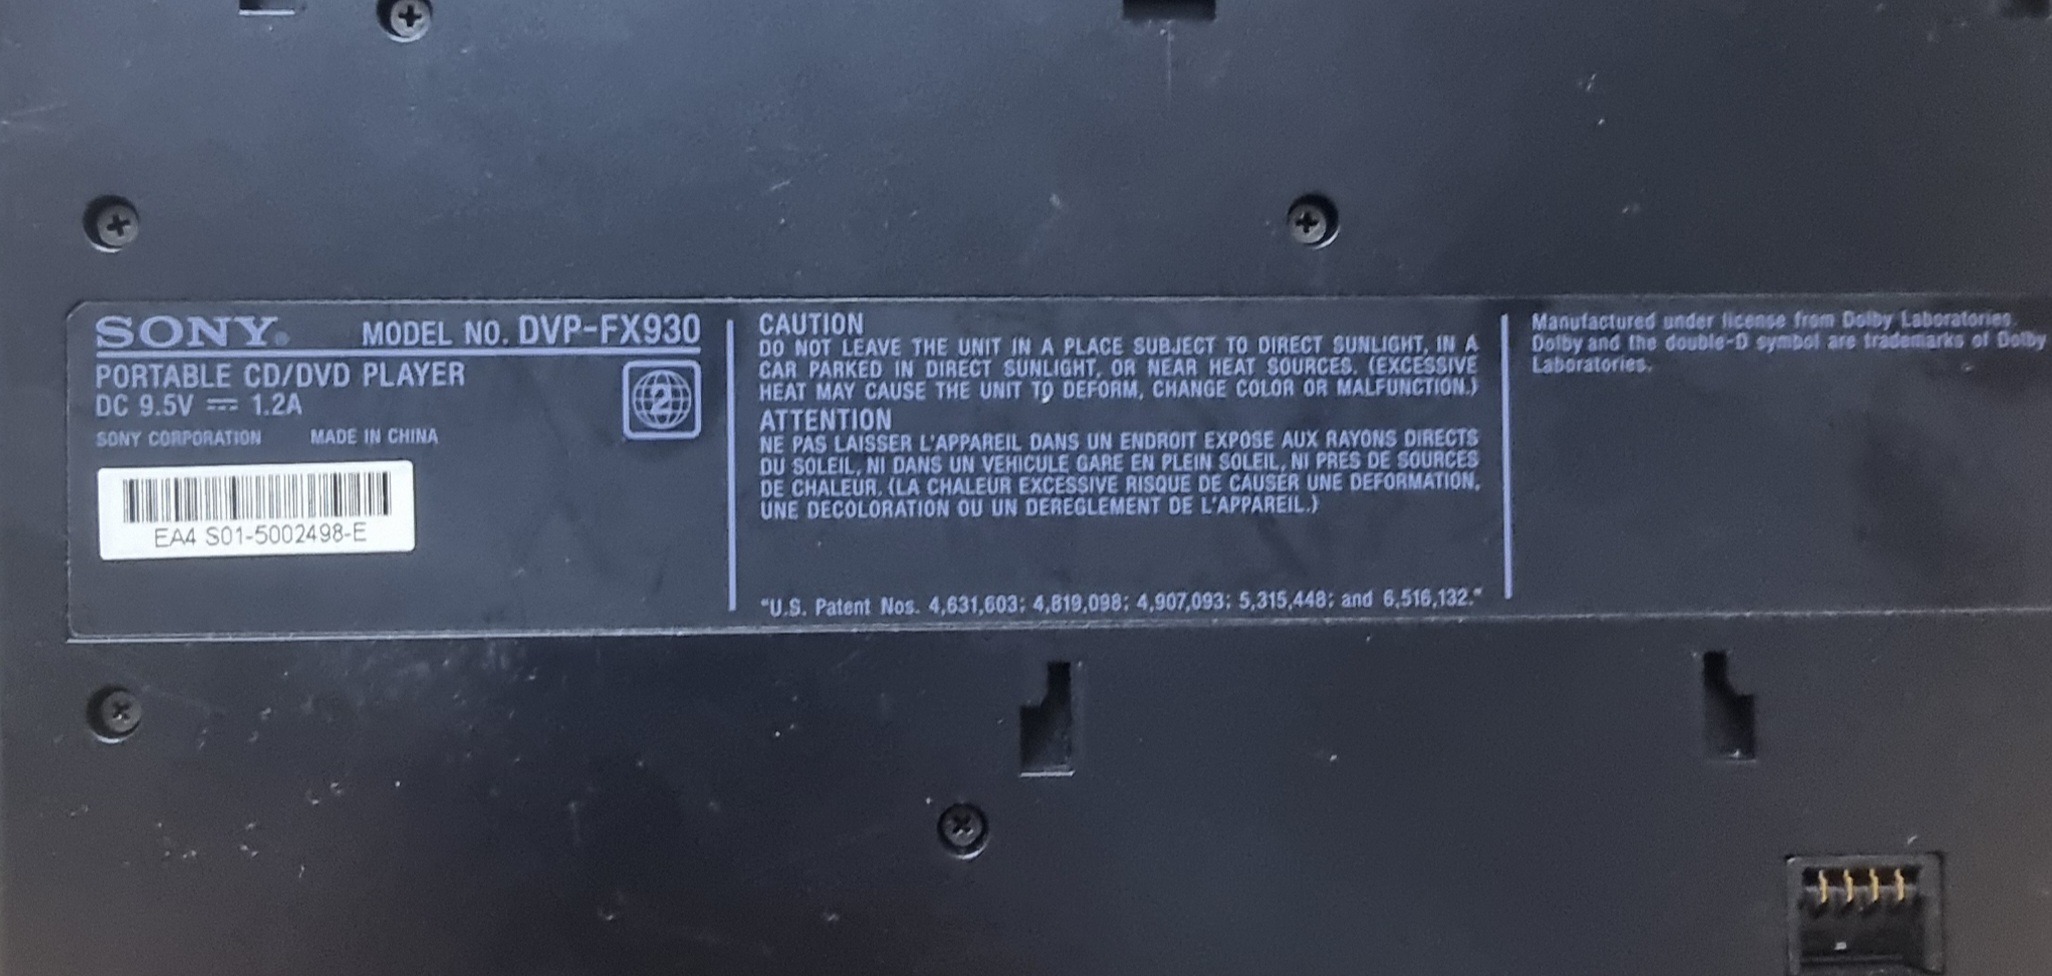 SONY® MODEL NO. DVP-FX930
PORTABLE CD/DVD PLAYER
DC 9.5V ⎓ 1.2A
2
SONY CORPORATION MADE IN CHINA
EA4 S01-5002498-E
CAUTION
DO NOT LEAVE THE UNIT IN A PLACE SUBJECT TO DIRECT SUNLIGHT, IN A
CAR PARKED IN DIRECT SUNLIGHT, OR NEAR HEAT SOURCES. (EXCESSIVE
HEAT MAY CAUSE THE UNIT TO DEFORM, CHANGE COLOR OR MALFUNCTION.)
ATTENTION
NE PAS LAISSER L'APPAREIL DANS UN ENDROIT EXPOSE AUX RAYONS DIRECTS
DU SOLEIL, NI DANS UN VEHICULE GARE EN PLEIN SOLEIL, NI PRES DE SOURCES
DE CHALEUR. (LA CHALEUR EXCESSIVE RISQUE DE CAUSER UNE DEFORMATION,
UNE DECOLORATION OU UN DEREGLEMENT DE L'APPAREIL.)
"U.S. Patent Nos. 4,631,603; 4,819,098; 4,907,093; 5,315,448; and 6,516,132."
Manufactured under license from Dolby Laboratories.
Dolby and the double-D symbol are trademarks of Dolby
Laboratories.